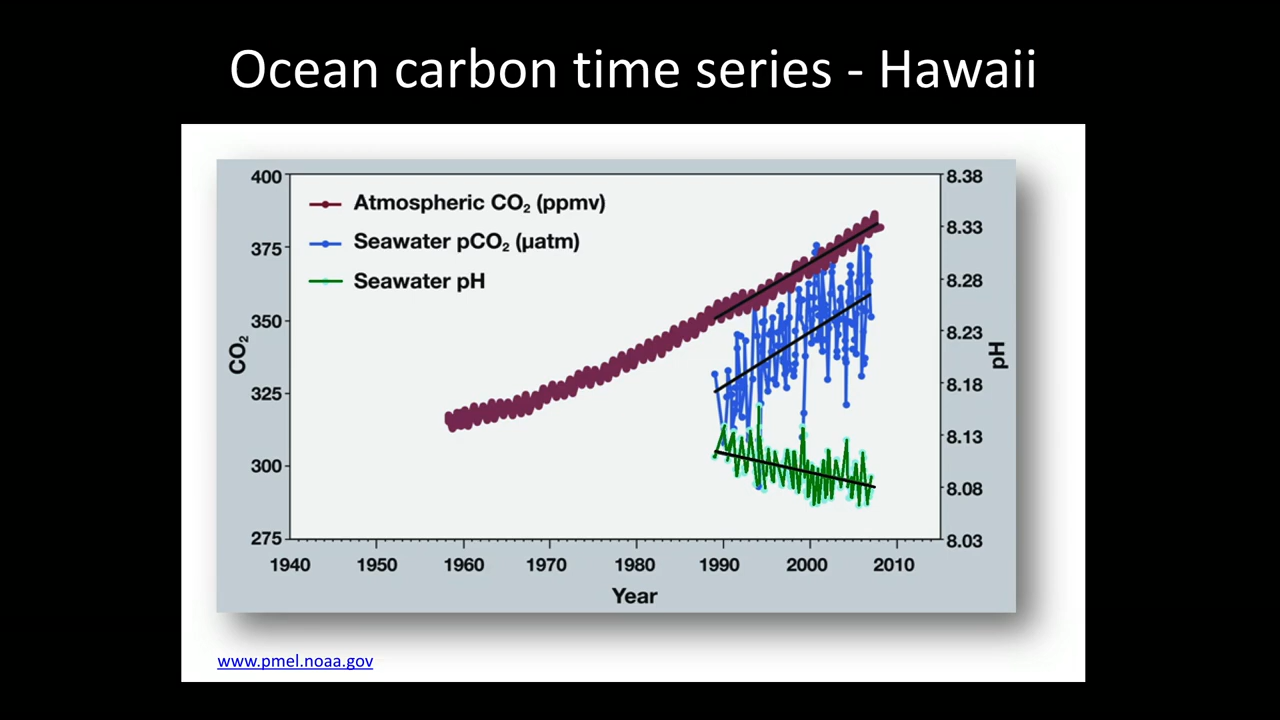 Ocean carbon time series - Hawaii
Atmospheric CO₂ (ppmv)
Seawater pCO₂ (µatm)
Seawater pH
400
375
350
325
300
275
CO₂
8.38
8.33
8.28
8.23
8.18
8.13
8.08
8.03
pH
1940 1950 1960 1970 1980 1990 2000 2010
Year
www.pmel.noaa.gov